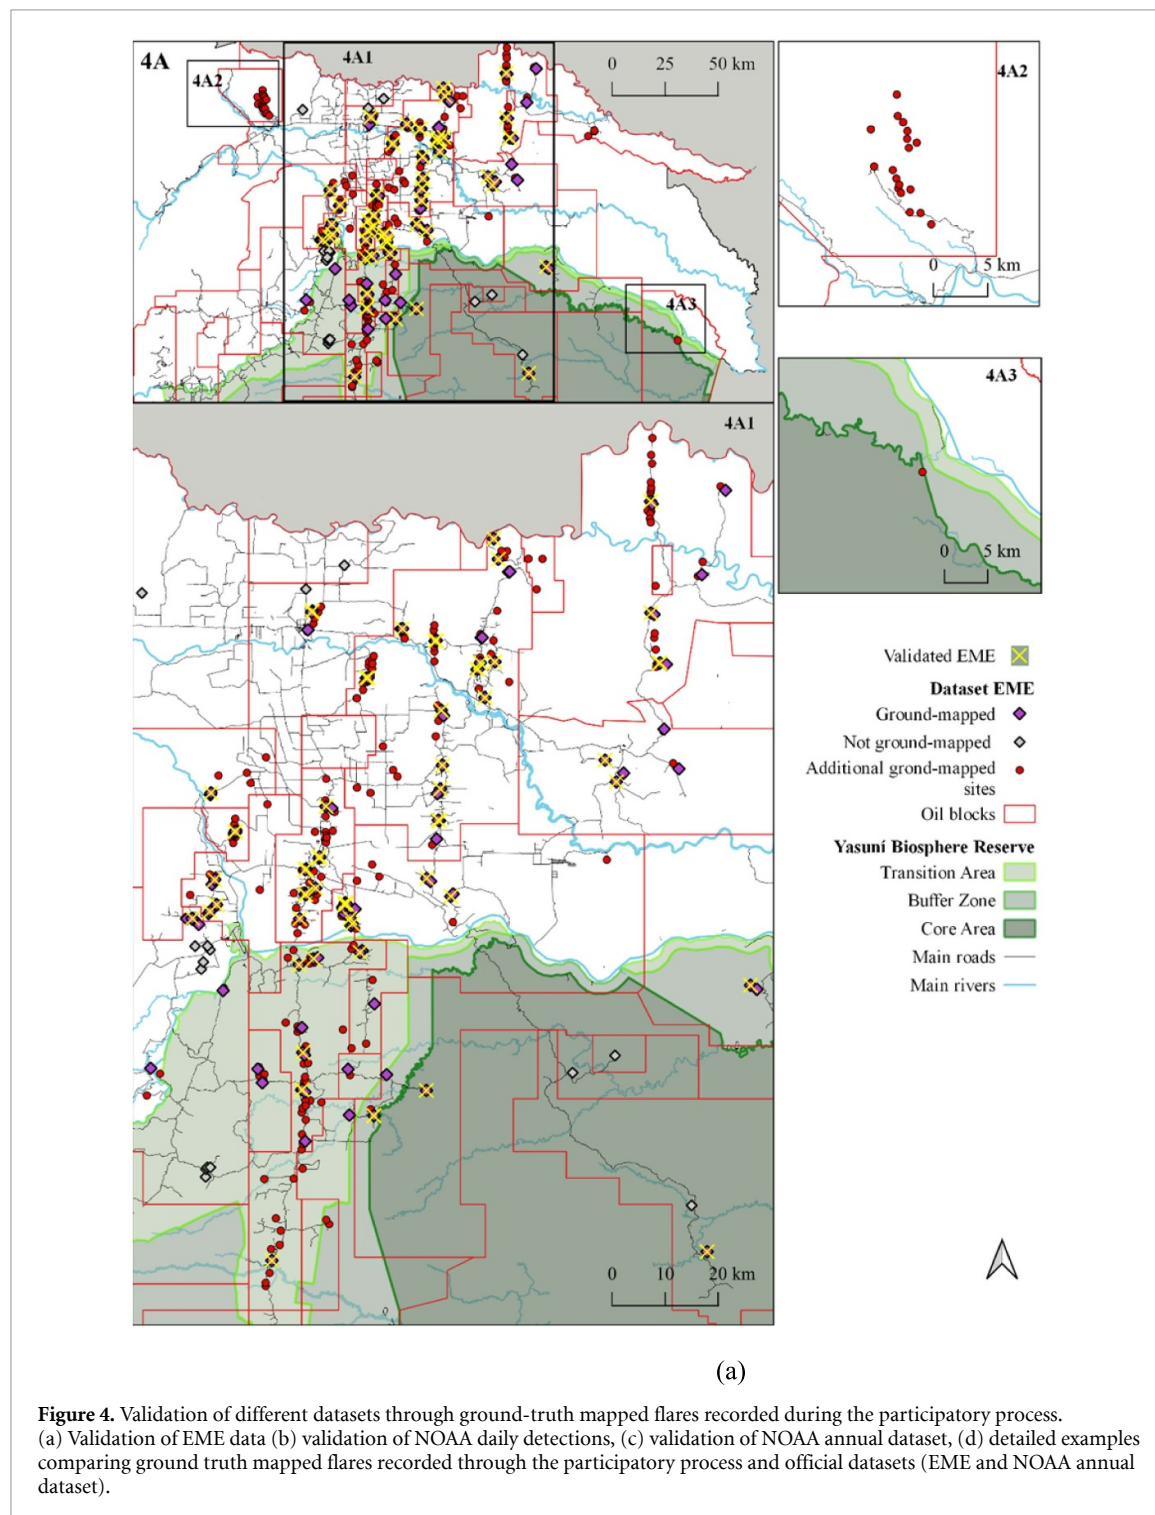 4A
4A1
4A2
0 25 50 km
4A3
4A2
0 5 km
4A3
0 5 km
4A1
0 10 20 km
Validated EME
Dataset EME
Ground-mapped
Not ground-mapped
Additional grond-mapped
sites
Oil blocks
Yasuní Biosphere Reserve
Transition Area
Buffer Zone
Core Area
Main roads
Main rivers
(a)
Figure 4. Validation of different datasets through ground-truth mapped flares recorded during the participatory process.
(a) Validation of EME data (b) validation of NOAA daily detections, (c) validation of NOAA annual dataset, (d) detailed examples
comparing ground truth mapped flares recorded through the participatory process and official datasets (EME and NOAA annual
dataset).